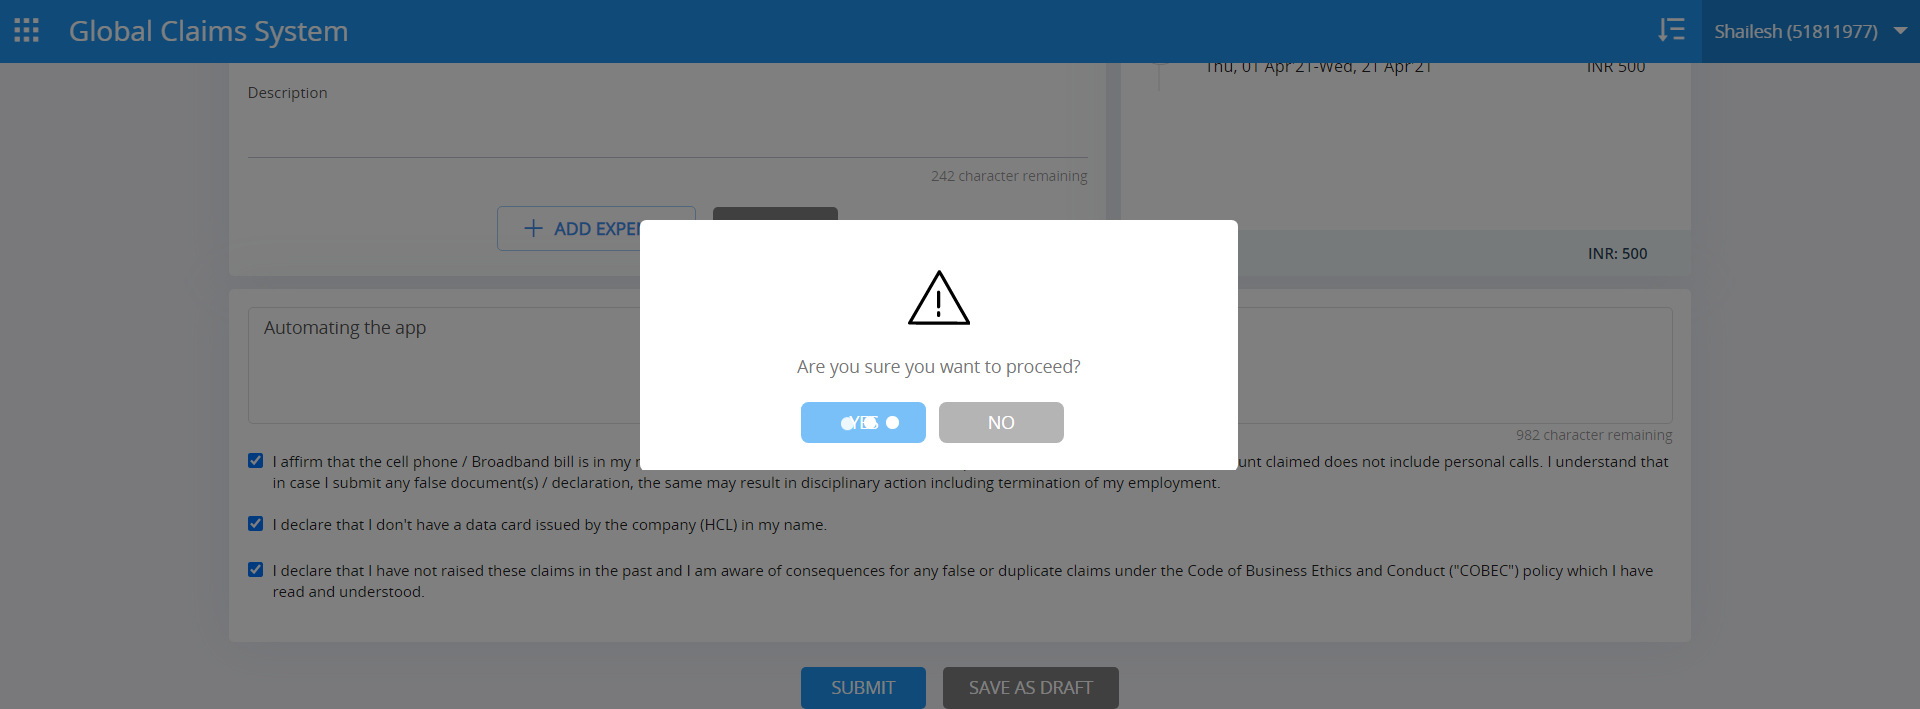 Global Claims System
Shailesh (51811977)
Thu, 01 Apr 21-Wed, 21 Apr 21
INR 500
Description
242 character remaining
ADD
INR: 500
Automating the app
Are you sure you want to proceed?
YES
NO
982 character remaining
I affirm that the cell phone / Broadband bill is in my
claimed does not include personal calls. I understand that
in case I submit any false document(s) / declaration, the same may result in disciplinary action including termination of my employment.
I declare that I don't have a data card issued by the company (HCL) in my name.
I declare that I have not raised these claims in the past and I am aware of consequences for any false or duplicate claims under the Code of Business Ethics and Conduct ("COBEC") policy which I have
read and understood.
SUBMIT
SAVE AS DRAFT